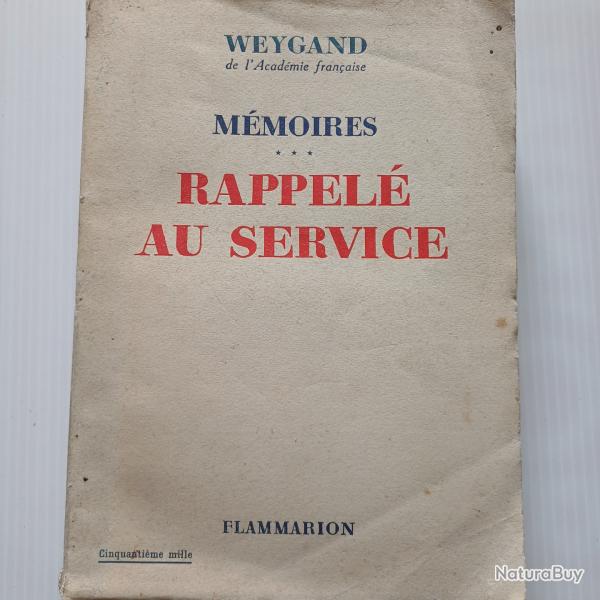 WEYGAND
de l'Académie française
MÉMOIRES
★ ★ ★
RAPPELÉ
AU SERVICE
FLAMMARION
Cinquantième mille
NaturaBuy